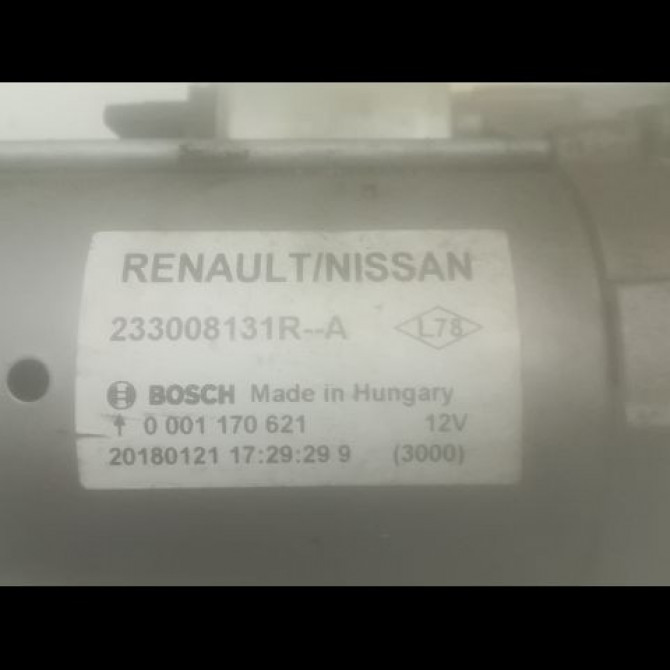 RENAULT/NISSAN
233008131R--A L78
BOSCH Made in Hungary
0 001 170 621 12V
20180121 17:29:29 9 (3000)